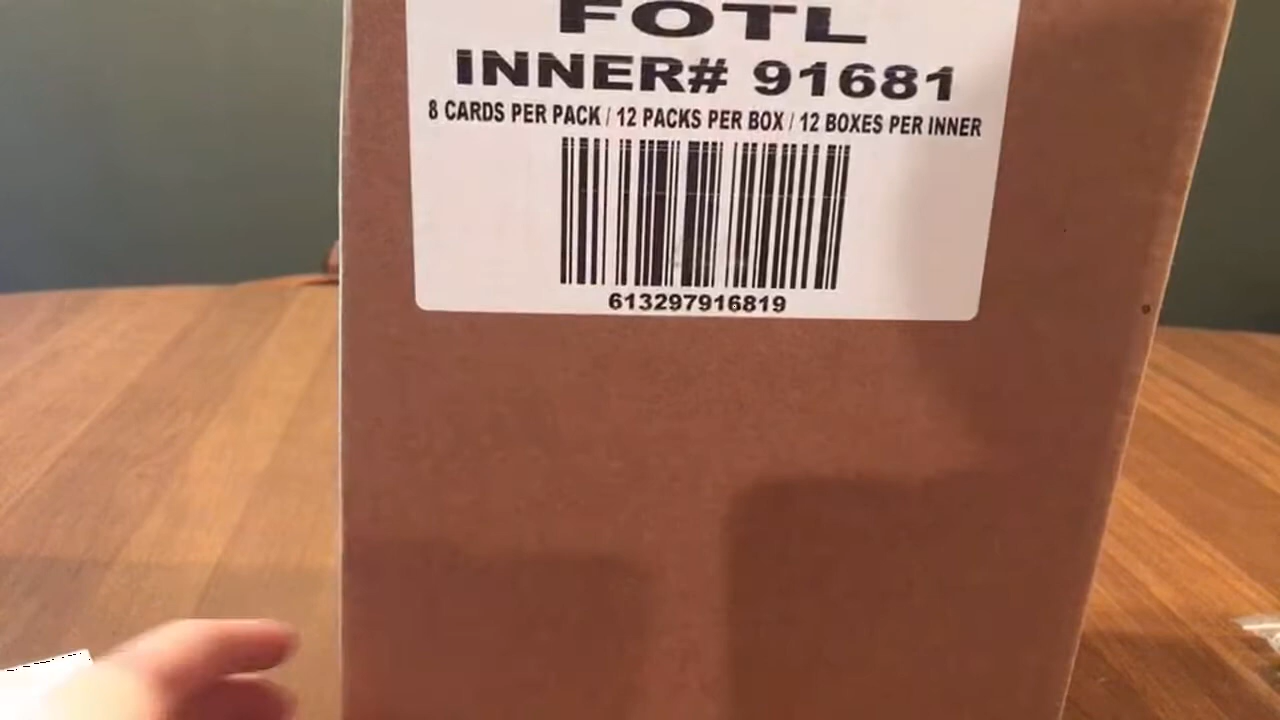 FOTL
INNER# 91681
8 CARDS PER PACK / 12 PACKS PER BOX / 12 BOXES PER INNER
613297916819